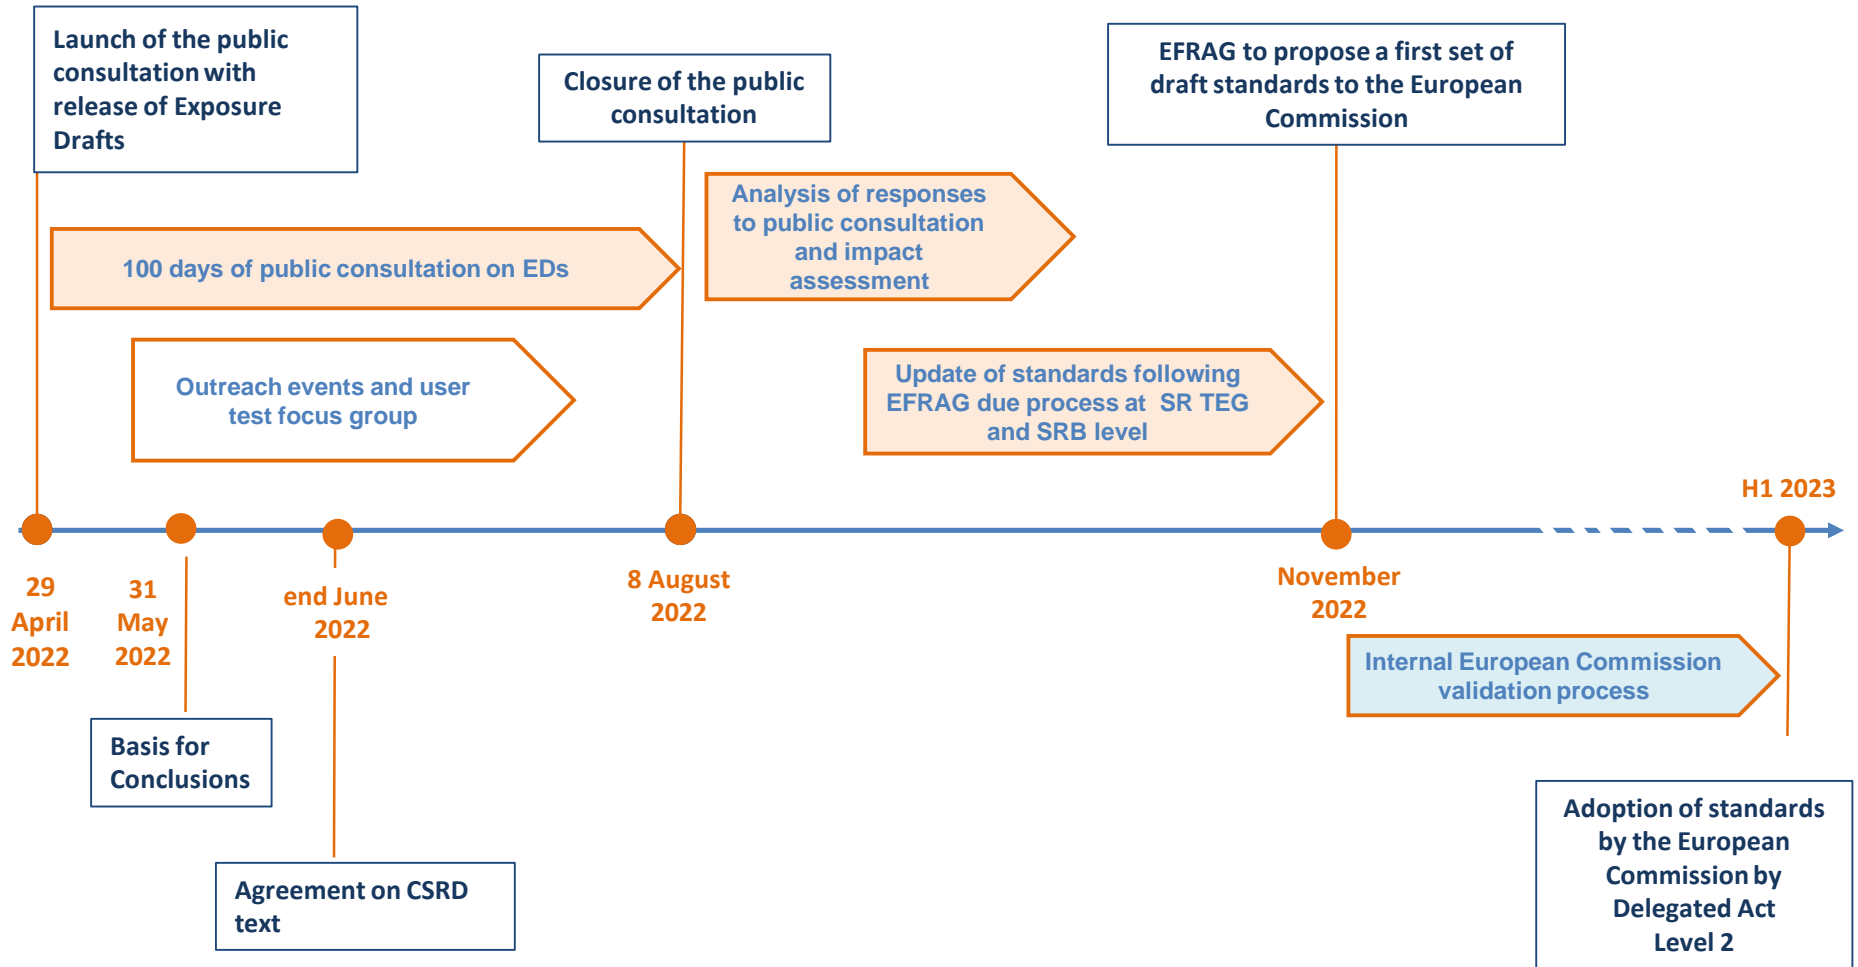 Launch of the public
consultation with
release of Exposure
Drafts
Closure of the public
consultation
EFRAG to propose a first set of
draft standards to the European
Commission
Analysis of responses
to public consultation
and impact
assessment
100 days of public consultation on EDs
Outreach events and user
test focus group
Update of standards following
EFRAG due process at SR TEG
and SRB level
H1 2023
29
April
2022
31
May
2022
end June
2022
8 August
2022
November
2022
Internal European Commission
validation process
Basis for
Conclusions
Agreement on CSRD
text
Adoption of standards
by the European
Commission by
Delegated Act
Level 2